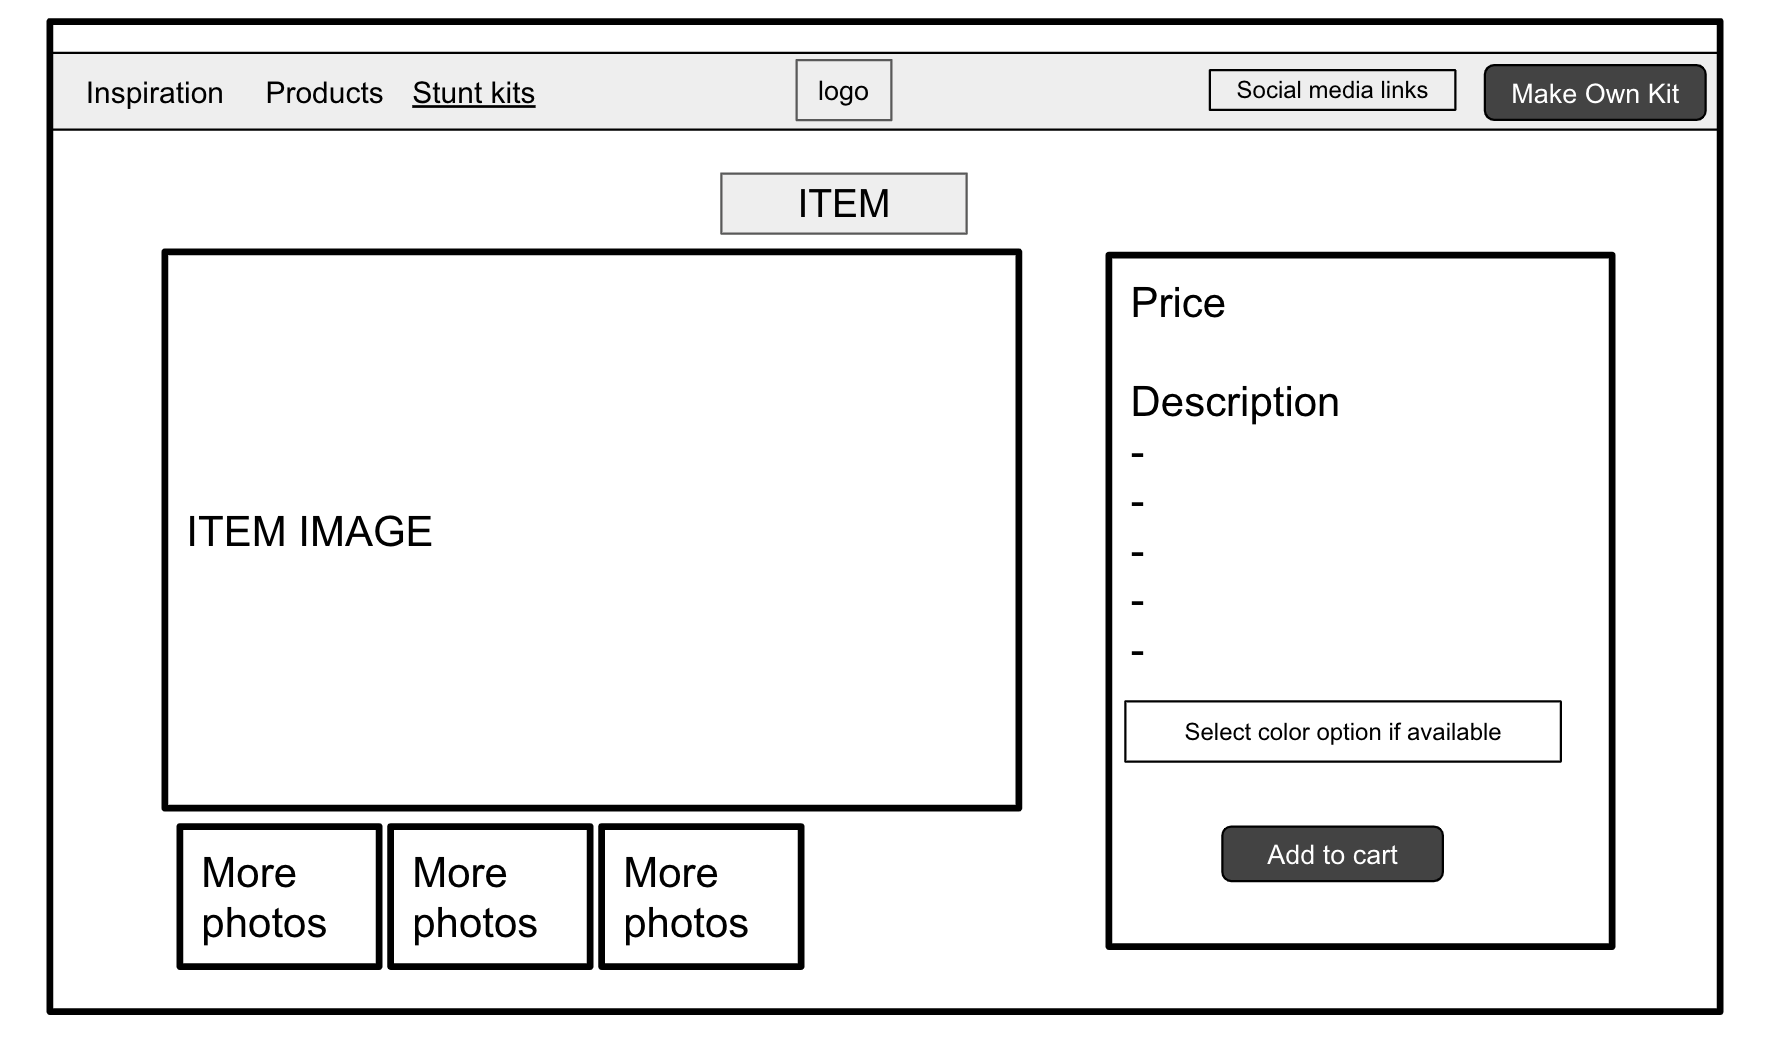 Inspiration Products Stunt kits logo Social media links Make Own Kit
ITEM
ITEM IMAGE
More
photos
More
photos
More
photos
Price
Description
-
-
-
-
-
Select color option if available
Add to cart